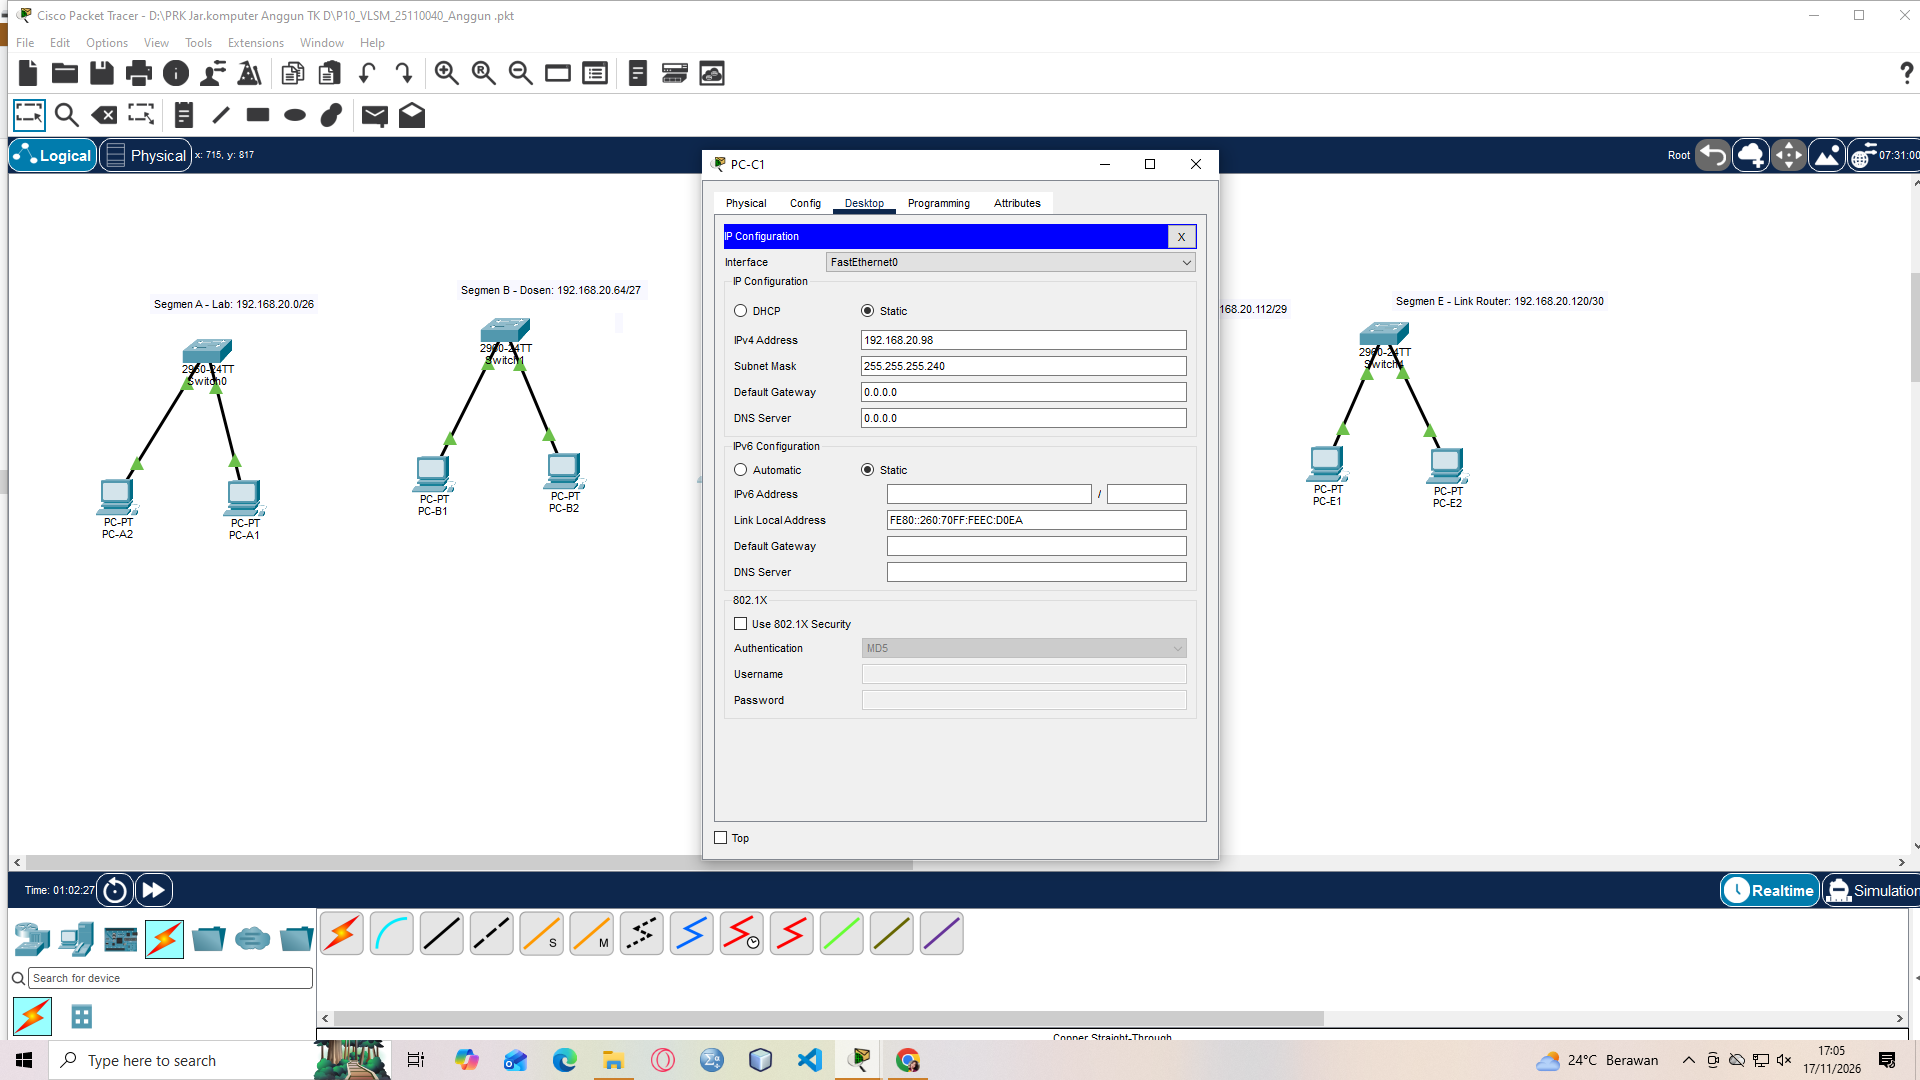 Cisco Packet Tracer - D:\PRK Jar.komputer Anggun TK D\P10_VLSM_25110040_Anggun .pkt
File Edit Options View Tools Extensions Window Help
Logical Physical x: 715, y: 817
Root 07:31:00
PC-C1
Physical Config Desktop Programming Attributes
IP Configuration X
Interface FastEthernet0
IP Configuration
DHCP Static
IPv4 Address 192.168.20.98
Subnet Mask 255.255.255.240
Default Gateway 0.0.0.0
DNS Server 0.0.0.0
IPv6 Configuration
Automatic Static
IPv6 Address /
Link Local Address FE80::260:70FF:FEEC:D0EA
Default Gateway
DNS Server
802.1X
Use 802.1X Security
Authentication MD5
Username
Password
Top
Segmen A - Lab: 192.168.20.0/26
2960-24TT
Switch0
PC-PT
PC-A2
PC-PT
PC-A1
Segmen B - Dosen: 192.168.20.64/27
2960-24TT
Switch1
PC-PT
PC-B1
PC-PT
PC-B2
168.20.112/29
Segmen E - Link Router: 192.168.20.120/30
2960-24TT
Switch4
PC-PT
PC-E1
PC-PT
PC-E2
Time: 01:02:27
Realtime Simulation
S M
Search for device
Copper Straight-Through
Type here to search
24°C Berawan
17:05
17/11/2026